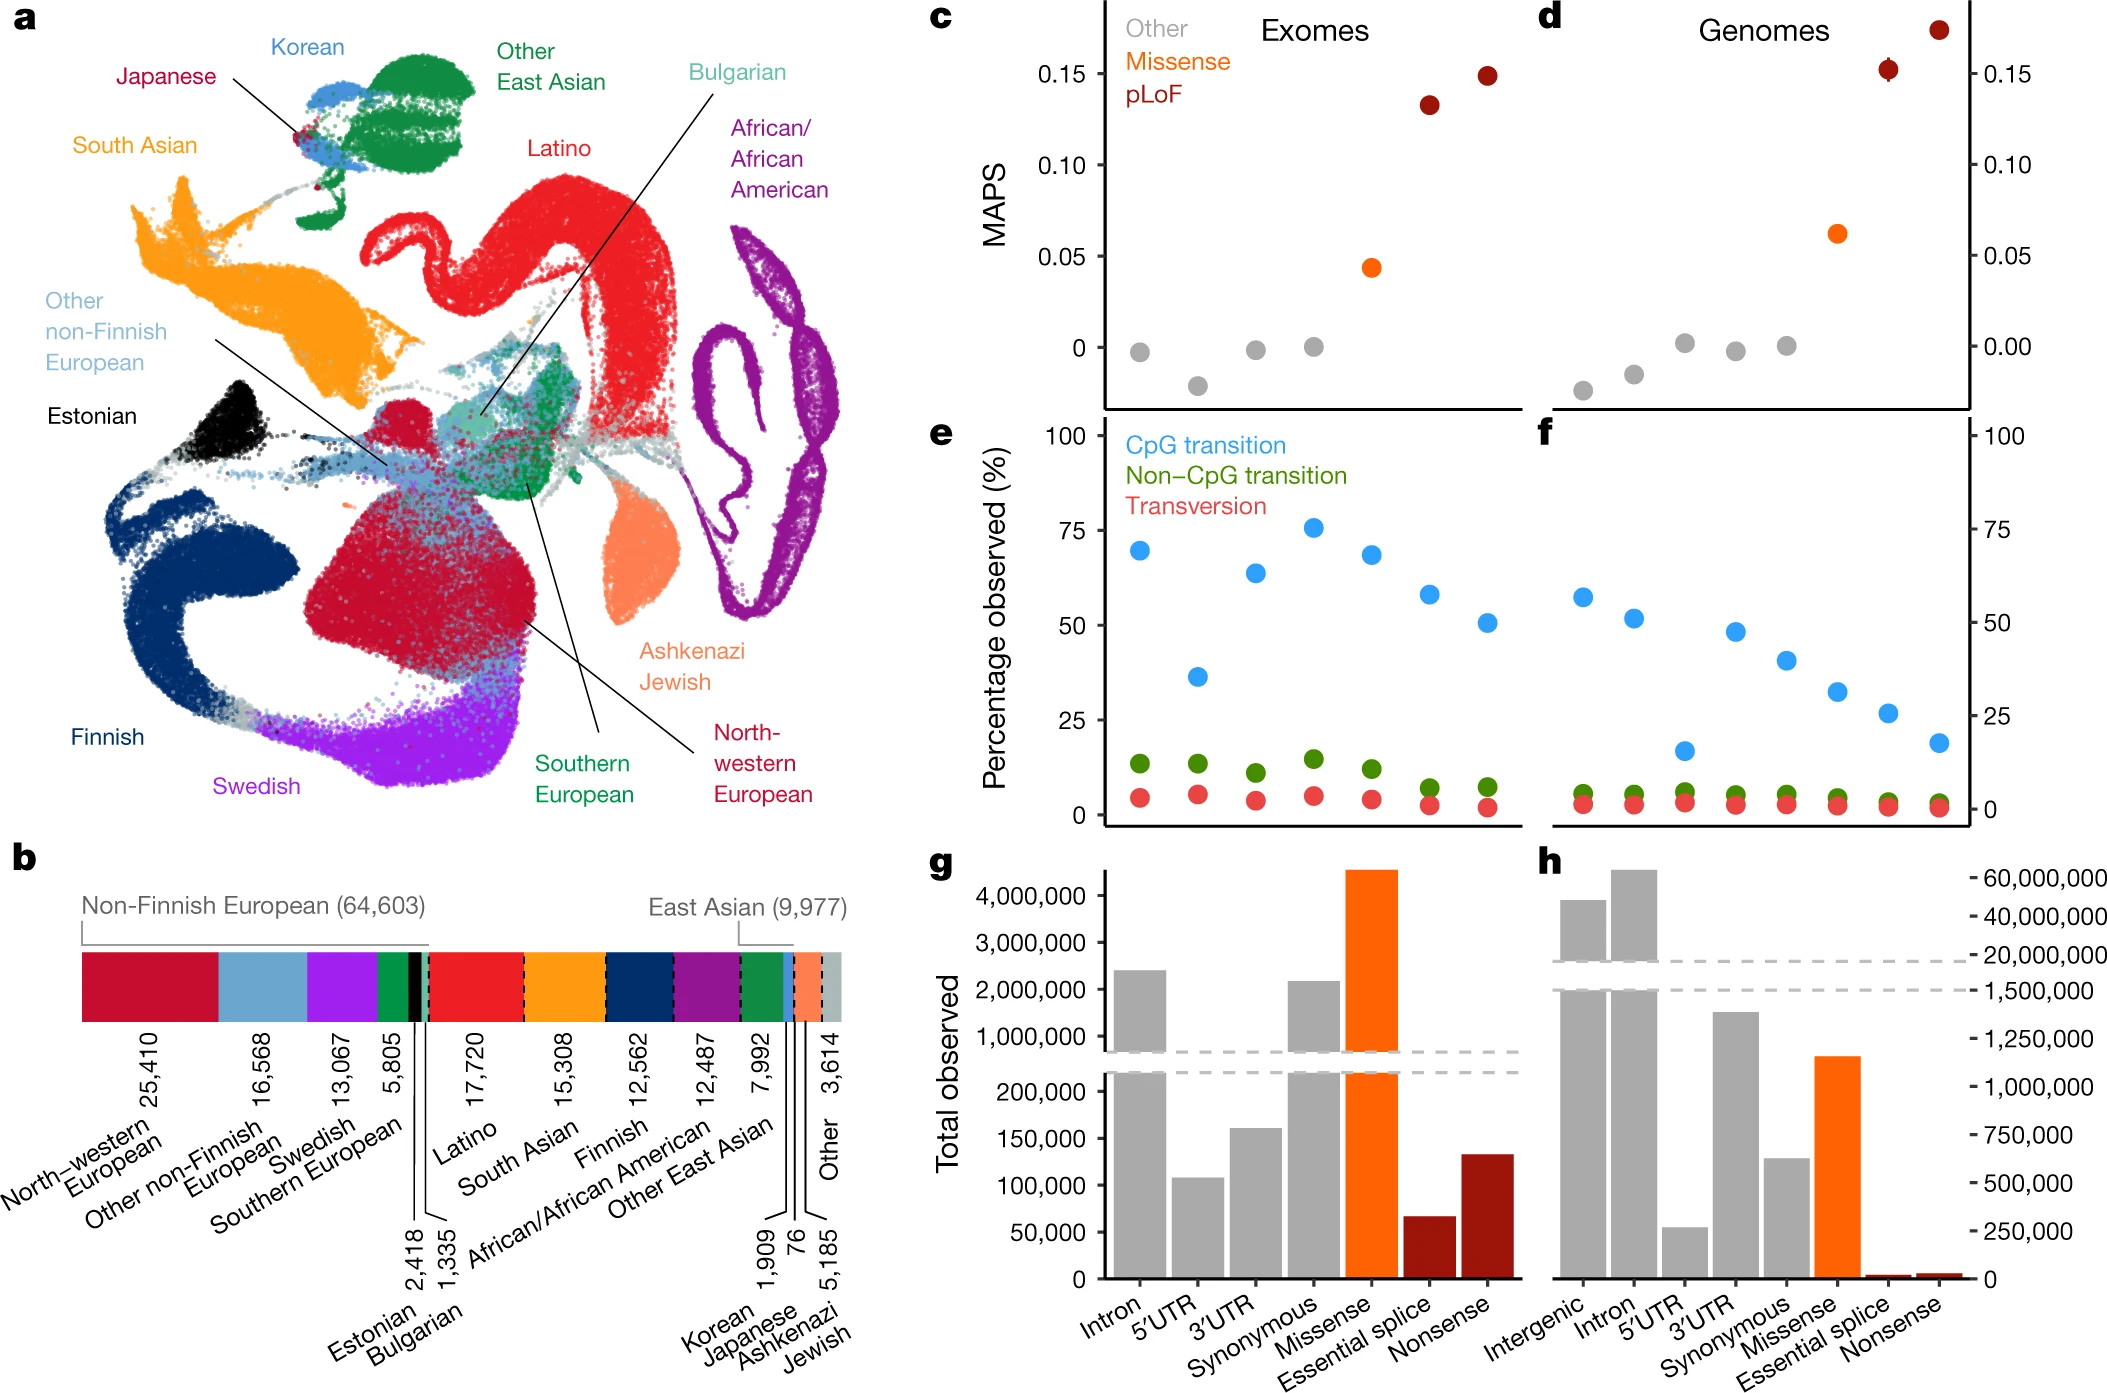 a
Korean
Japanese
Other
East Asian
Bulgarian
South Asian
Latino
African/
African
American
Other
non-Finnish
European
Estonian
Finnish
Swedish
Ashkenazi
Jewish
Southern
European
North-
western
European
b
Non-Finnish European (64,603)
East Asian (9,977)
25,410
16,568
13,067
5,805
17,720
15,308
12,562
12,487
7,992
3,614
North–western
European
Other non-Finnish
European
Swedish
Southern European
Latino
South Asian
Finnish
African/African American
Other East Asian
Other
2,418
1,335
1,909
76
5,185
Estonian
Bulgarian
Korean
Japanese
Ashkenazi
Jewish
c
Exomes
Other
Missense
pLoF
MAPS
0.15
0.10
0.05
0
d
Genomes
0.15
0.10
0.05
0.00
e
CpG transition
Non–CpG transition
Transversion
Percentage observed (%)
100
75
50
25
0
f
100
75
50
25
0
g
Total observed
4,000,000
3,000,000
2,000,000
1,000,000
200,000
150,000
100,000
50,000
0
Intron
5′UTR
3′UTR
Synonymous
Missense
Essential splice
Nonsense
h
60,000,000
40,000,000
20,000,000
1,500,000
1,250,000
1,000,000
750,000
500,000
250,000
0
Intergenic
Intron
5′UTR
3′UTR
Synonymous
Missense
Essential splice
Nonsense